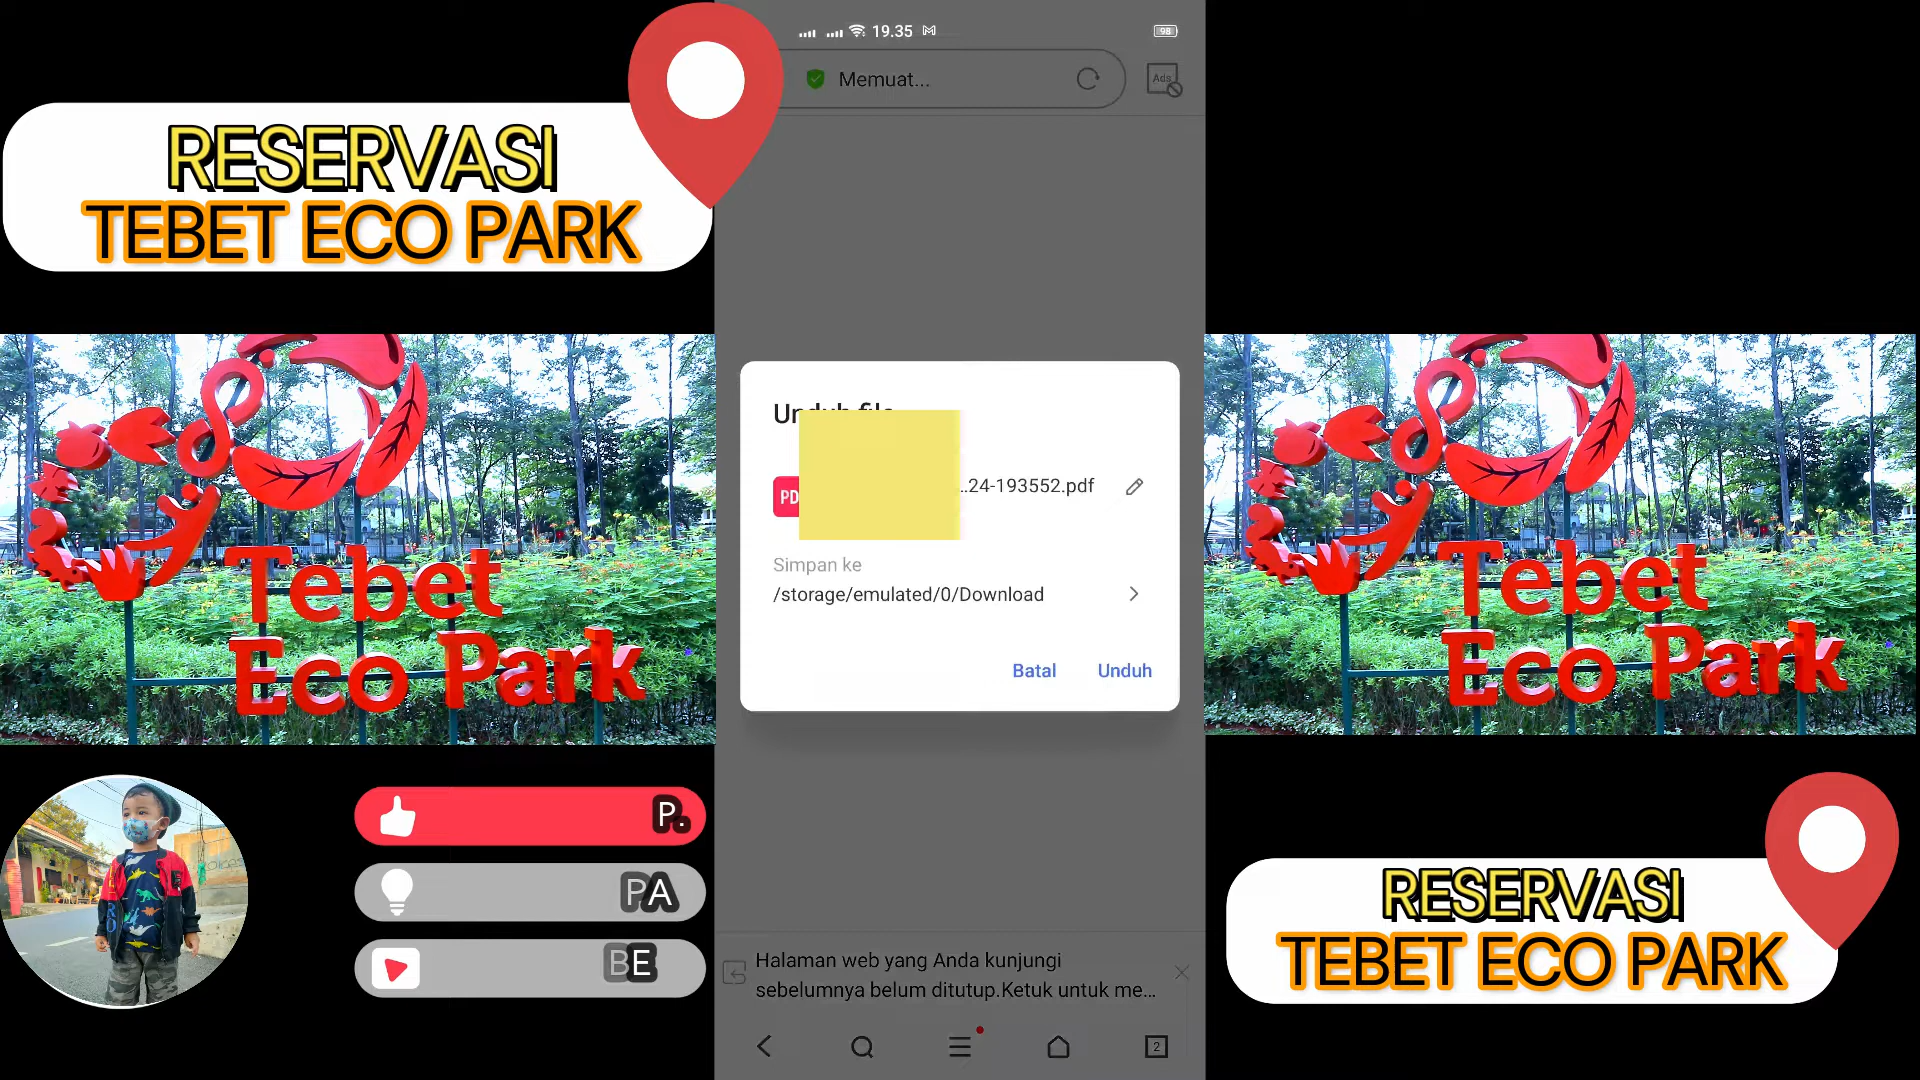 RESERVASI
TEBET ECO PARK
19.35
98
Memuat...
Ads
PD
..24-193552.pdf
Simpan ke
/storage/emulated/0/Download
Batal
Unduh
Tebet
Eco Park
Tebet
Eco Park
P.
PA
BE
Halaman web yang Anda kunjungi
sebelumnya belum ditutup.Ketuk untuk me...
2
RESERVASI
TEBET ECO PARK